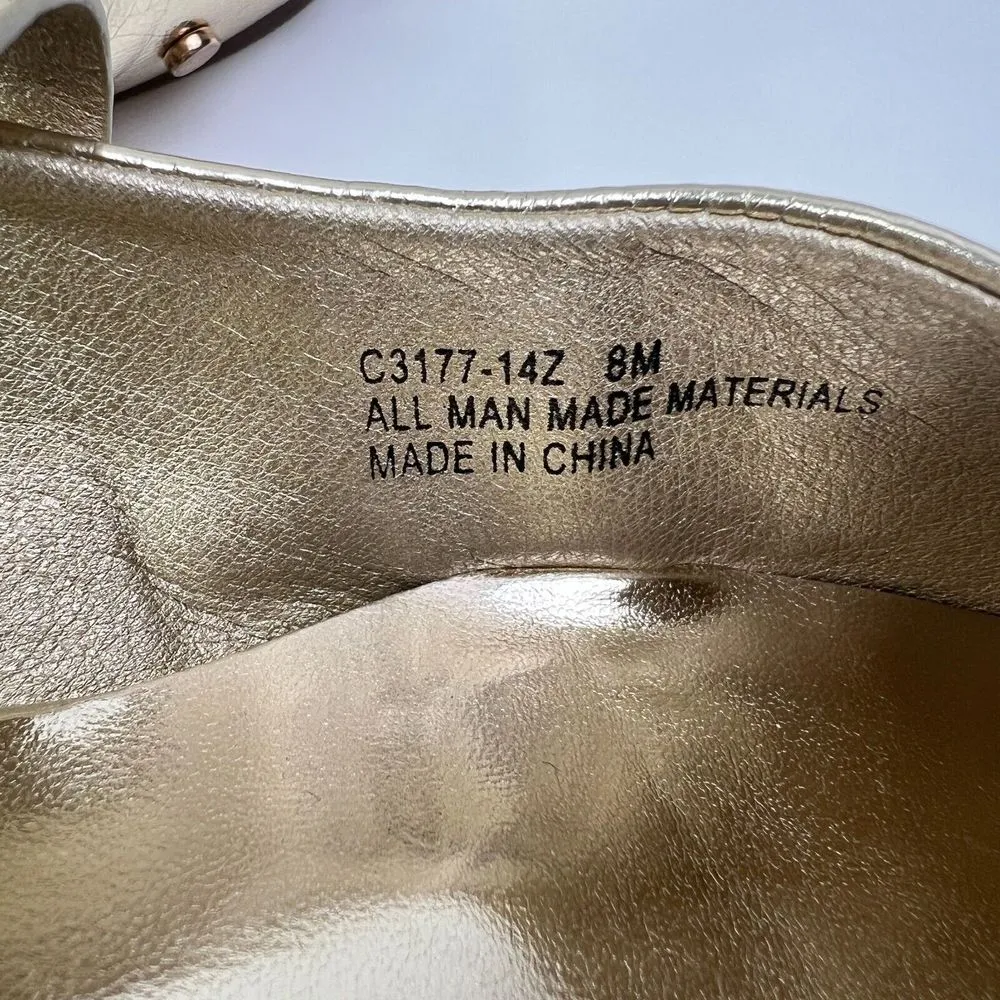 C3177-14Z 8M
ALL MAN MADE MATERIALS
MADE IN CHINA